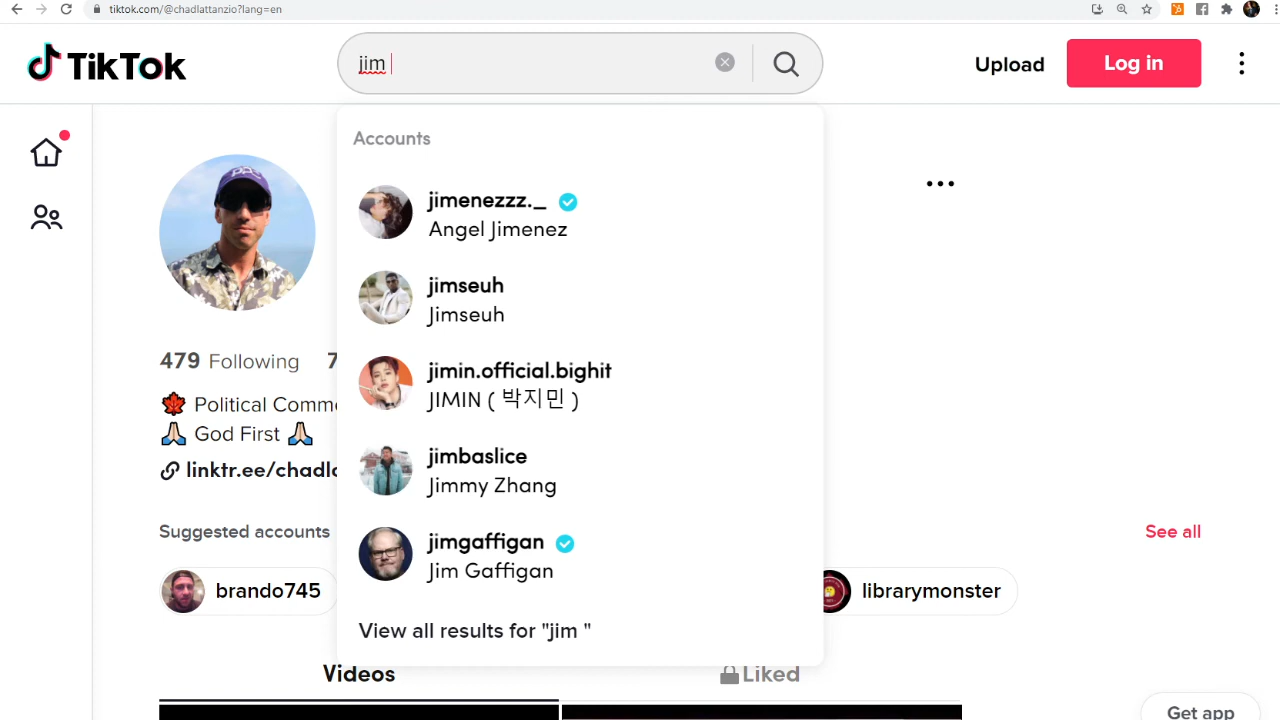 tiktok.com/@chadlattanzio?lang=en
TikTok
jim
Upload
Log in
Accounts
jimenezzz._
Angel Jimenez
jimseuh
Jimseuh
jimin.official.bighit
JIMIN ( 박지민 )
jimbaslice
Jimmy Zhang
jimgaffigan
Jim Gaffigan
View all results for "jim "
479 Following 7
Political Comme
God First
linktr.ee/chadla
Suggested accounts
See all
brando745
librarymonster
Videos
Liked
Get app